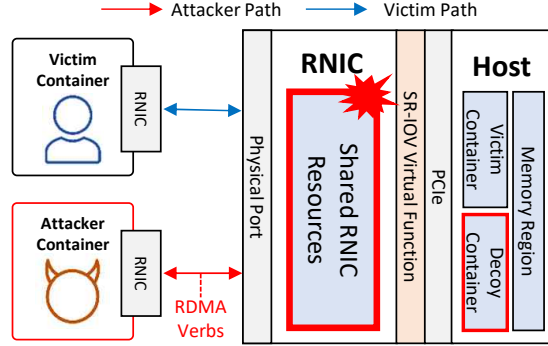 Attacker Path
Victim Path
Victim
Container
RNIC
Attacker
Container
RNIC
RDMA
Verbs
Physical Port
RNIC
Shared RNIC
Resources
SR-IOV Virtual Function
PCIe
Host
Victim
Container
Decoy
Container
Memory Region